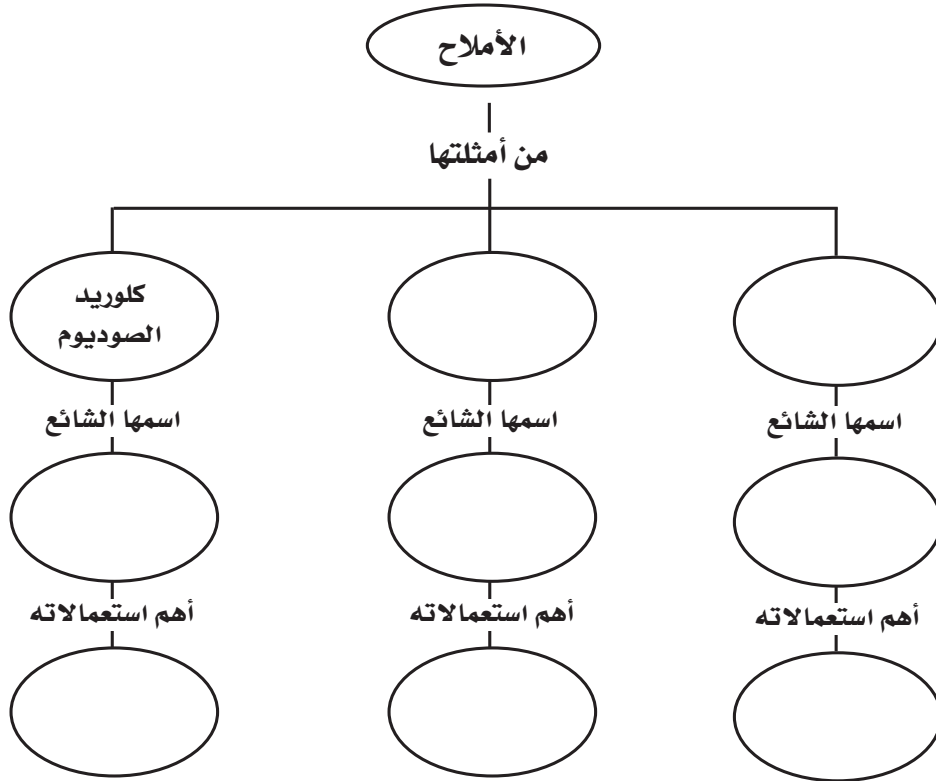 الأملاح
من أمثلتها
كلوريد
الصوديوم
اسمها الشائع
اسمها الشائع
اسمها الشائع
أهم استعمالاته
أهم استعمالاته
أهم استعمالاته